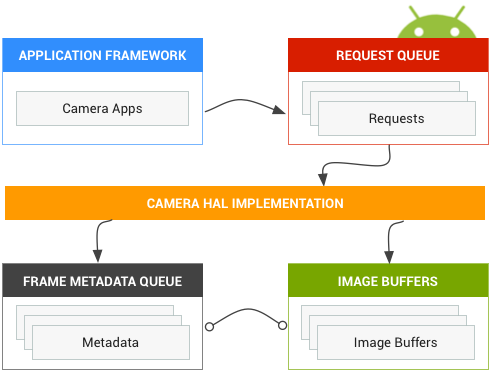 APPLICATION FRAMEWORK
Camera Apps
REQUEST QUEUE
Requests
CAMERA HAL IMPLEMENTATION
FRAME METADATA QUEUE
Metadata
IMAGE BUFFERS
Image Buffers